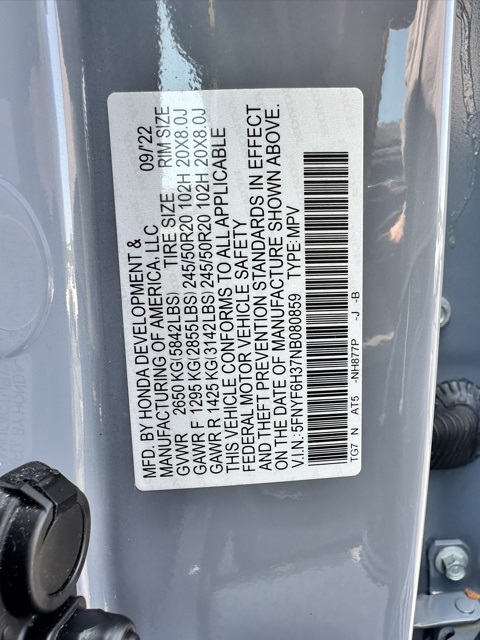 MFD. BY HONDA DEVELOPMENT &
MANUFACTURING OF AMERICA, LLC 09/22
GVWR 2650 KG(5842LBS) TIRE SIZE RIM SIZE
GAWR F 1295 KG(2855LBS) 245/50R20 102H 20X8.0J
GAWR R 1425 KG(3142LBS) 245/50R20 102H 20X8.0J
THIS VEHICLE CONFORMS TO ALL APPLICABLE
FEDERAL MOTOR VEHICLE SAFETY
AND THEFT PREVENTION STANDARDS IN EFFECT
ON THE DATE OF MANUFACTURE SHOWN ABOVE.
V.I.N: 5FNYF6H37NB080859 TYPE: MPV
TG7 N AT5 -NH877P -J -B